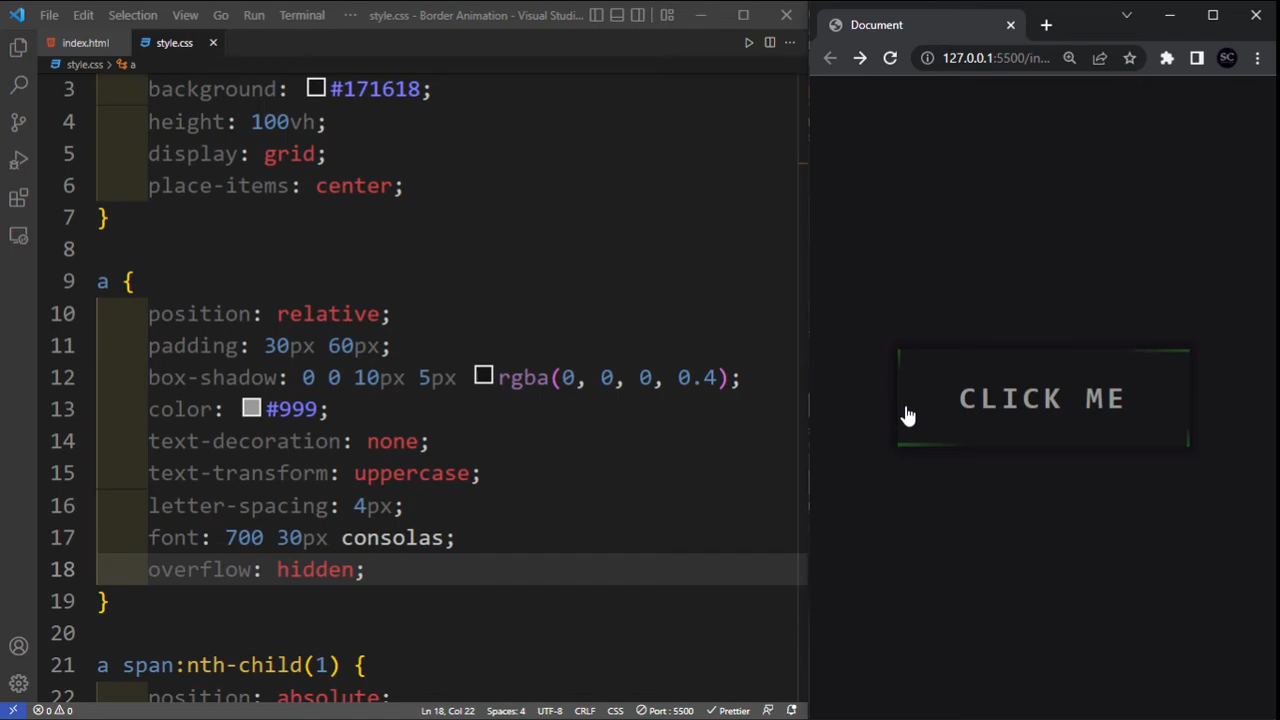 File Edit Selection View Go Run Terminal ··· style.css - Border Animation - Visual Studi...
index.html style.css
style.css > a
3 background: #171618;
4 height: 100vh;
5 display: grid;
6 place-items: center;
7 }
8
9 a {
10 position: relative;
11 padding: 30px 60px;
12 box-shadow: 0 0 10px 5px rgba(0, 0, 0, 0.4);
13 color: #999;
14 text-decoration: none;
15 text-transform: uppercase;
16 letter-spacing: 4px;
17 font: 700 30px consolas;
18 overflow: hidden;
19 }
20
21 a span:nth-child(1) {
22 position: absolute;
0 0 Ln 18, Col 22 Spaces: 4 UTF-8 CRLF CSS Port : 5500 Prettier
Document
127.0.0.1:5500/in... SC
CLICK ME